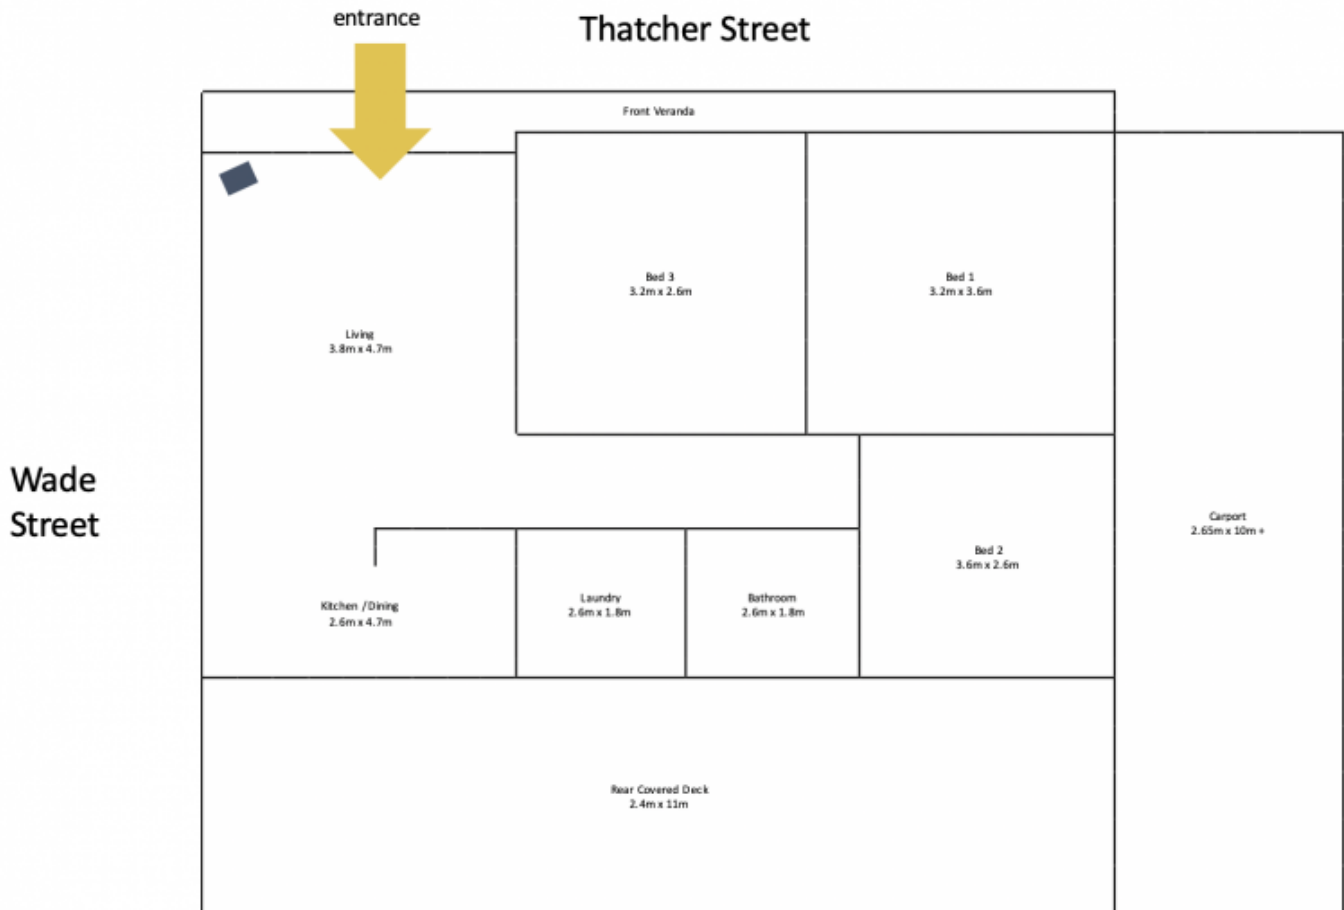 entrance
Thatcher Street
Front Veranda
Bed 3
3.2m x 2.6m
Bed 1
3.2m x 3.6m
Living
3.8m x 4.7m
Wade
Street
Carport
2.65m x 10m +
Bed 2
3.6m x 2.6m
Laundry
2.6m x 1.8m
Bathroom
2.6m x 1.8m
Kitchen /Dining
2.6m x 4.7m
Rear Covered Deck
2.4m x 11m